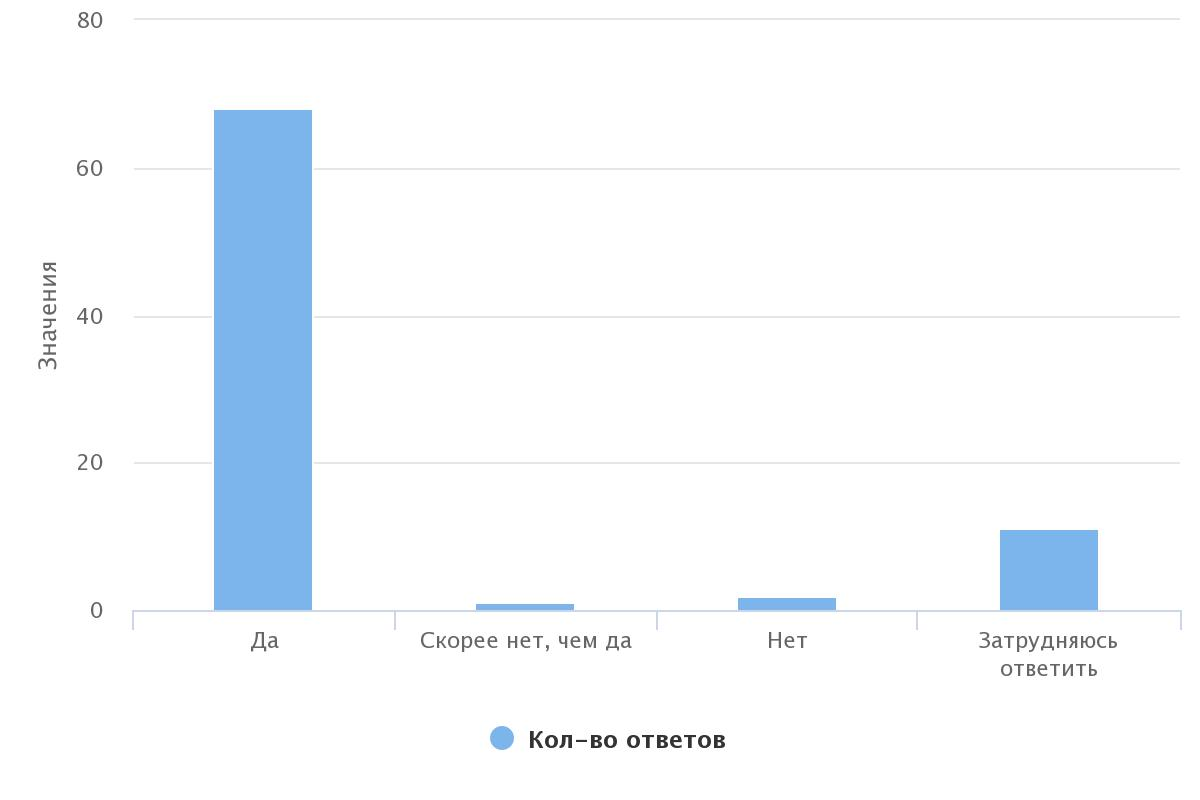 80
60
40
20
0
Значения
Да
Скорее нет, чем да
Нет
Затрудняюсь
ответить
Кол-во ответов